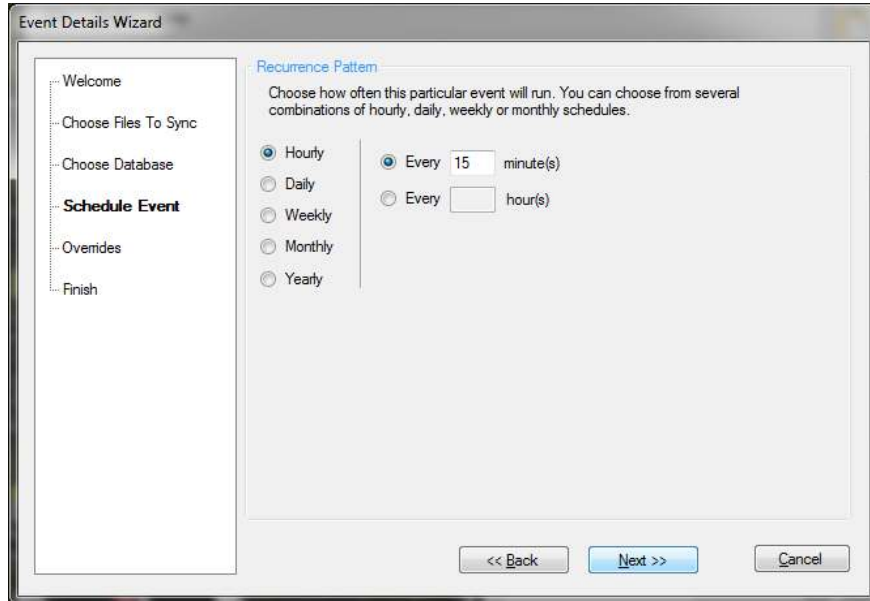 Event Details Wizard
Welcome
Choose Files To Sync
Choose Database
Schedule Event
Overrides
Finish
Recurrence Pattern
Choose how often this particular event will run. You can choose from several
combinations of hourly, daily, weekly or monthly schedules.
Hourly
Daily
Weekly
Monthly
Yearly
Every 15 minute(s)
Every hour(s)
<< Back
Next >>
Cancel